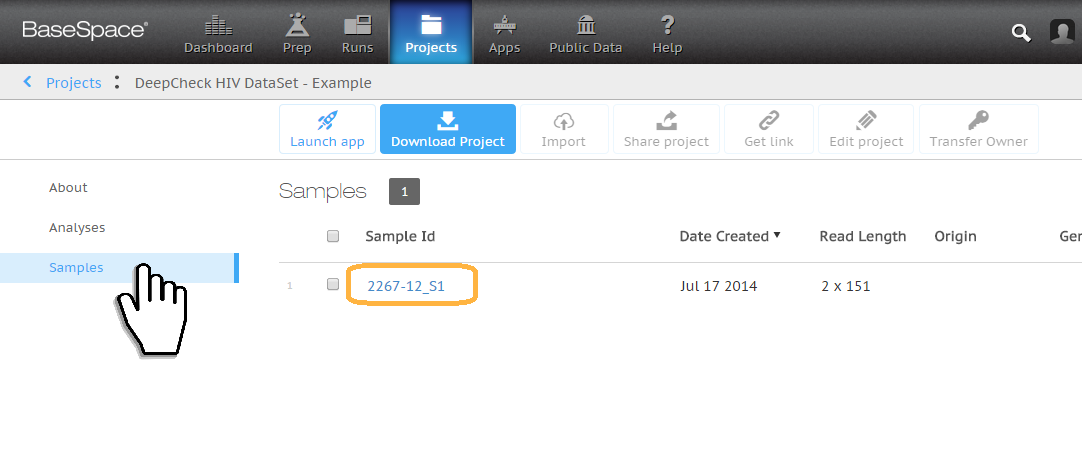 BaseSpace®
Dashboard Prep Runs Projects Apps Public Data Help
Projects : DeepCheck HIV DataSet - Example
Launch app Download Project Import Share project Get link Edit project Transfer Owner
About
Analyses
Samples
Samples 1
Sample Id Date Created Read Length Origin Ger
1 2267-12_S1 Jul 17 2014 2 x 151